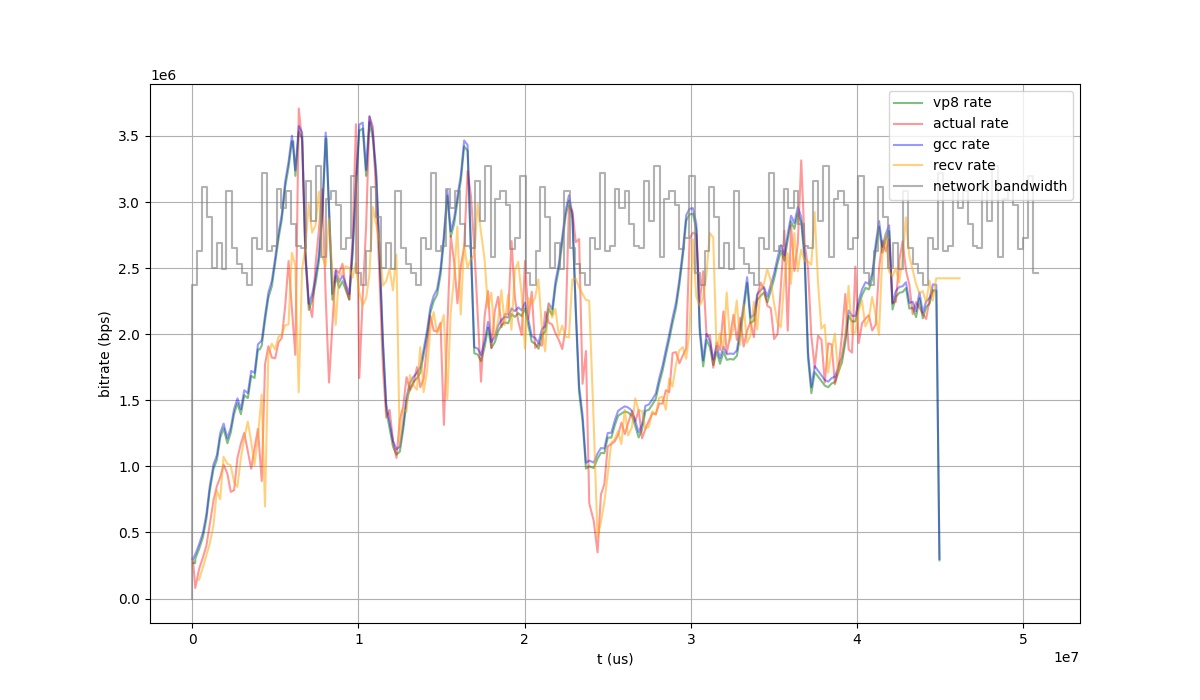 1e6
3.5
3.0
2.5
2.0
1.5
1.0
0.5
0.0
bitrate (bps)
vp8 rate
actual rate
gcc rate
recv rate
network bandwidth
0
1
2
3
4
5
t (us)
1e7